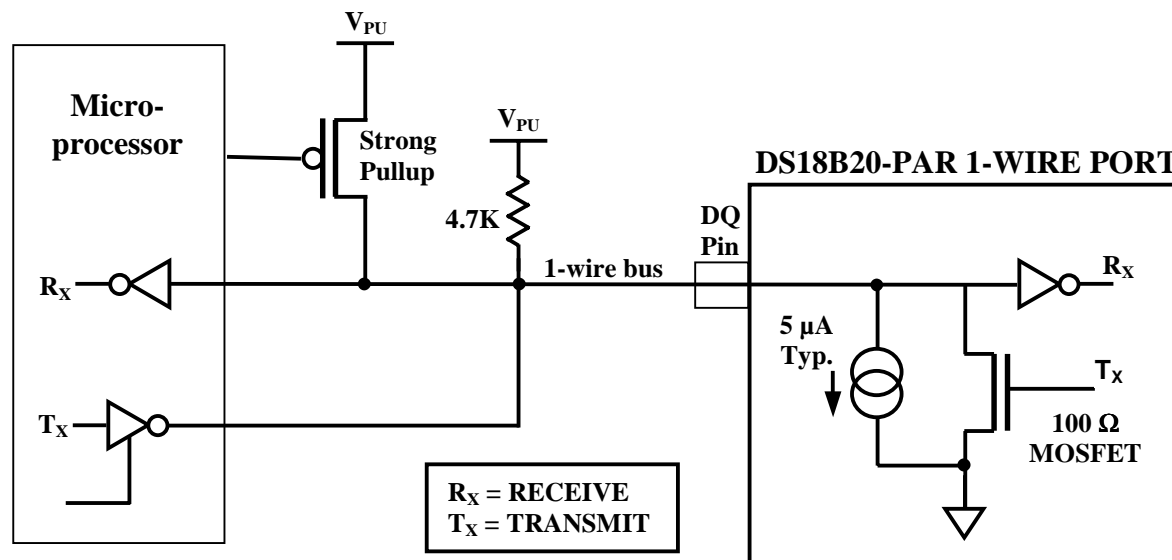 V_PU
Micro-
processor
Strong
Pullup
V_PU
4.7K
DS18B20-PAR 1-WIRE PORT
DQ
Pin
1-wire bus
R_X
R_X
5 µA
Typ.
T_X
T_X
100 Ω
MOSFET
R_X = RECEIVE
T_X = TRANSMIT